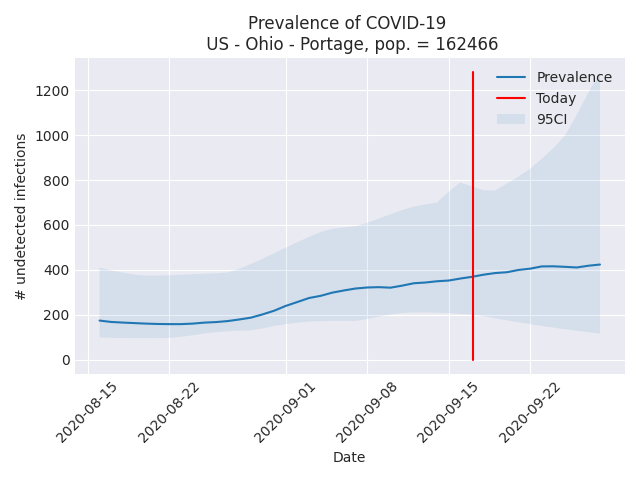 Prevalence of COVID-19
US - Ohio - Portage, pop. = 162466
Prevalence
Today
95CI
# undetected infections
1200
1000
800
600
400
200
0
2020-08-15
2020-08-22
2020-09-01
2020-09-08
2020-09-15
2020-09-22
Date